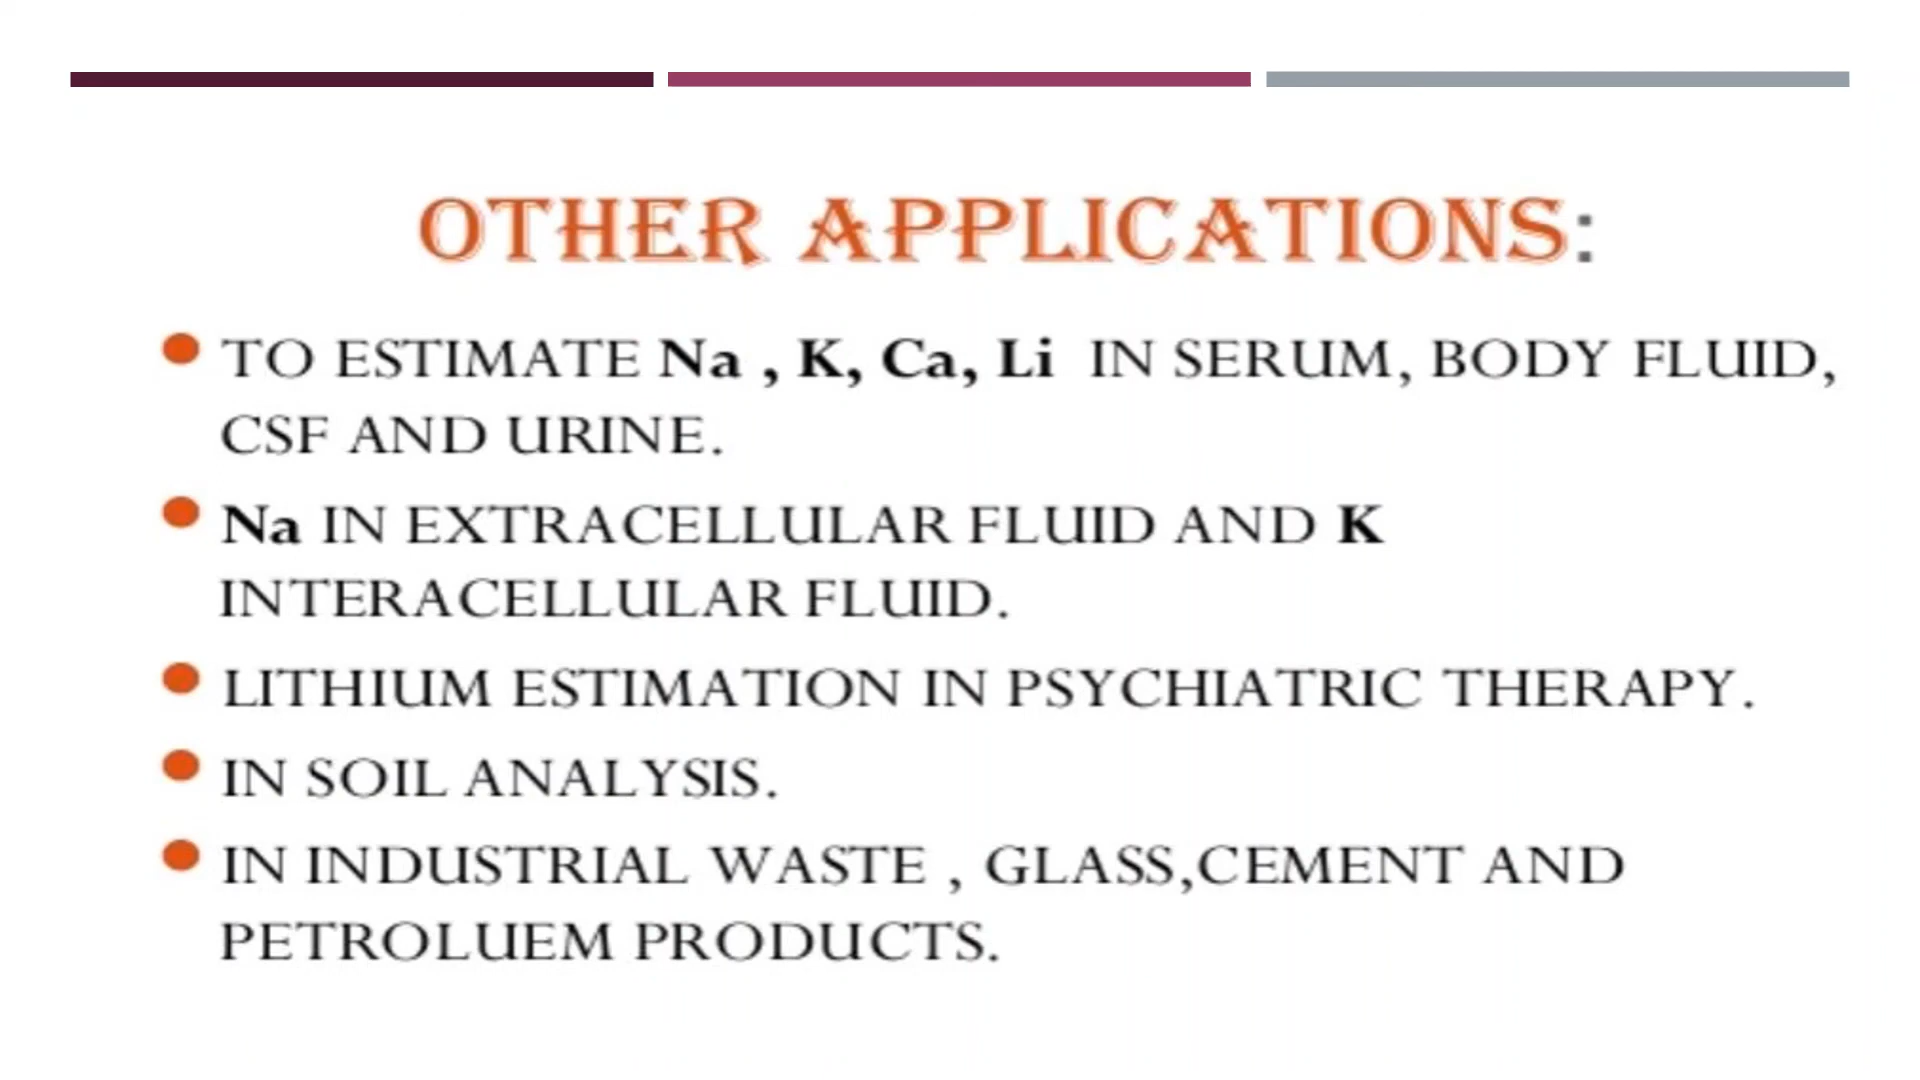 OTHER APPLICATIONS:
TO ESTIMATE Na , K, Ca, Li IN SERUM, BODY FLUID,
CSF AND URINE.
Na IN EXTRACELLULAR FLUID AND K
INTERACELLULAR FLUID.
LITHIUM ESTIMATION IN PSYCHIATRIC THERAPY.
IN SOIL ANALYSIS.
IN INDUSTRIAL WASTE , GLASS,CEMENT AND
PETROLUEM PRODUCTS.